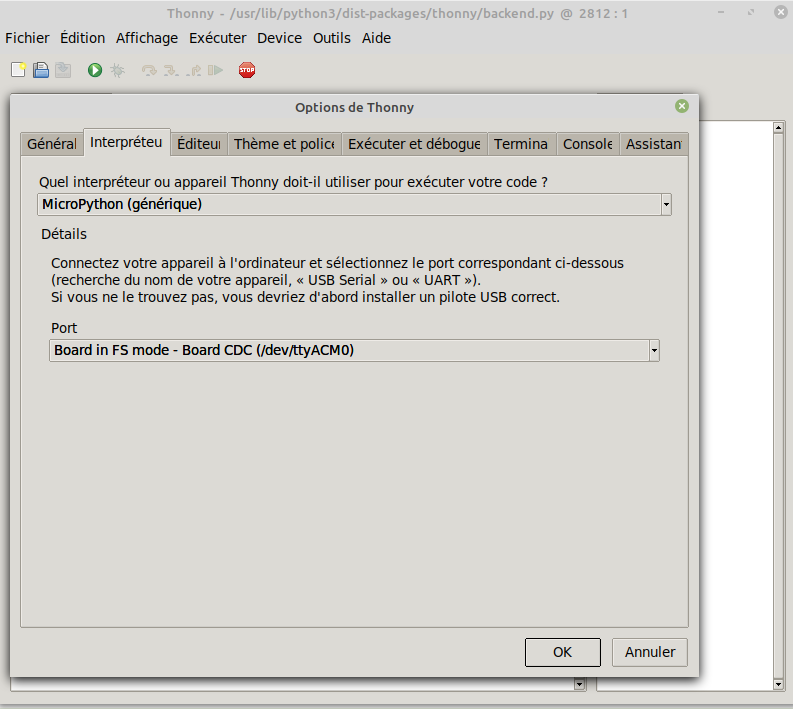 Thonny - /usr/lib/python3/dist-packages/thonny/backend.py @ 2812 : 1
Fichier Édition Affichage Exécuter Device Outils Aide
STOP
Options de Thonny
Général Interpréteu Éditeur Thème et police Exécuter et débogue Termina Console Assistan
Quel interpréteur ou appareil Thonny doit-il utiliser pour exécuter votre code ?
MicroPython (générique)
Détails
Connectez votre appareil à l'ordinateur et sélectionnez le port correspondant ci-dessous
(recherche du nom de votre appareil, « USB Serial » ou « UART »).
Si vous ne le trouvez pas, vous devriez d'abord installer un pilote USB correct.
Port
Board in FS mode - Board CDC (/dev/ttyACM0)
OK Annuler